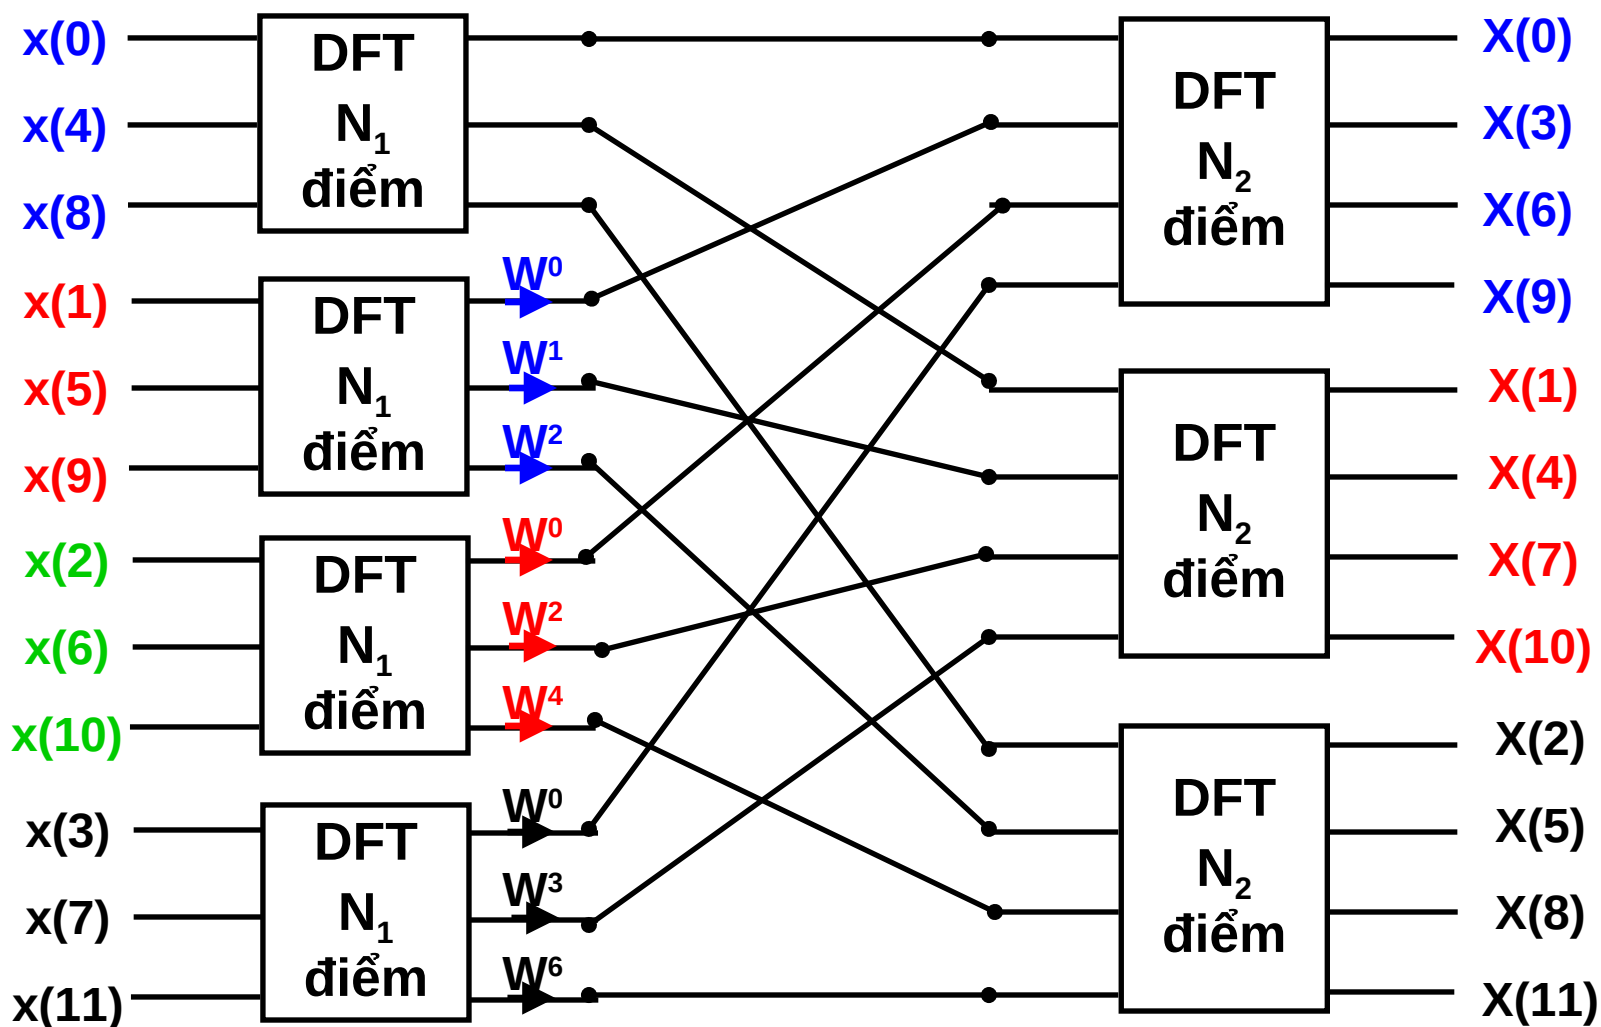 x(0)
x(4)
x(8)
DFT
N1
điểm
x(1)
x(5)
x(9)
DFT
N1
điểm
W0
W1
W2
x(2)
x(6)
x(10)
DFT
N1
điểm
W0
W2
W4
x(3)
x(7)
x(11)
DFT
N1
điểm
W0
W3
W6
DFT
N2
điểm
X(0)
X(3)
X(6)
X(9)
DFT
N2
điểm
X(1)
X(4)
X(7)
X(10)
DFT
N2
điểm
X(2)
X(5)
X(8)
X(11)